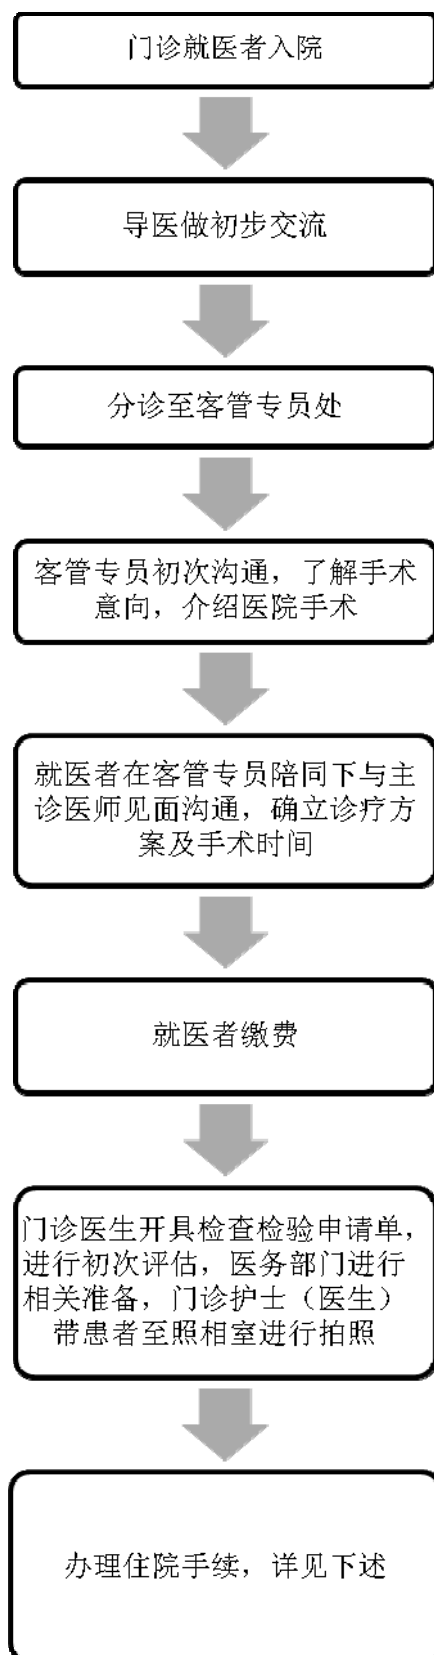 门诊就医者入院
导医做初步交流
分诊至客管专员处
客管专员初次沟通，了解手术
意向，介绍医院手术
就医者在客管专员陪同下与主
诊医师见面沟通，确立诊疗方
案及手术时间
就医者缴费
门诊医生开具检查检验申请单，
进行初次评估，医务部门进行
相关准备，门诊护士（医生）
带患者至照相室进行拍照
办理住院手续，详见下述